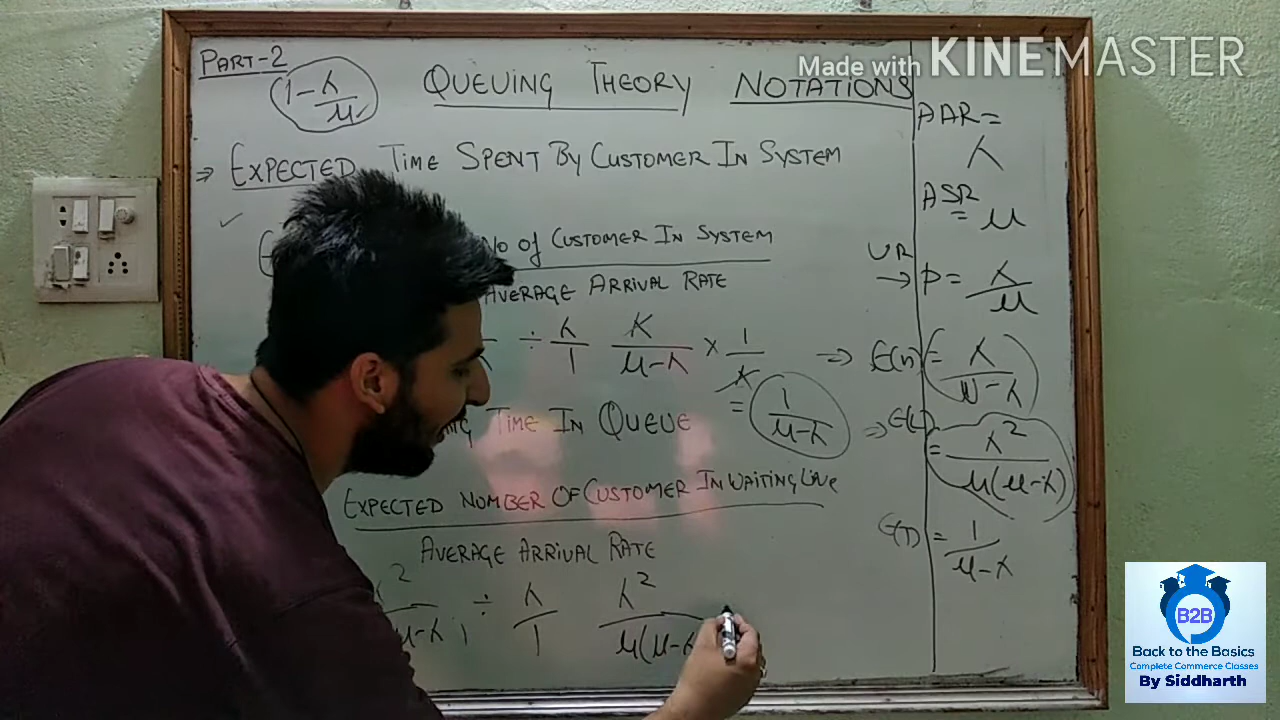 Made with KINEMASTER
PART-2
1-λ/μ
QUEUING THEORY NOTATIONS
⇒ EXPECTED TIME SPENT BY CUSTOMER IN SYSTEM
✓
NO OF CUSTOMER IN SYSTEM
AVERAGE ARRIVAL RATE
÷ λ/1 λ/μ-λ × 1/λ
= 1/μ-λ
TIME IN QUEUE
EXPECTED NUMBER OF CUSTOMER IN WAITING LINE
AVERAGE ARRIVAL RATE
÷ λ/1 λ²/μ(μ-λ
AAR =
λ
ASR
= μ
UR
→ P = λ/μ
⇒ E(n) = λ/μ-λ
⇒ E(L)
= λ²/μ(μ-λ)
E(T) = 1/μ-λ
B2B
Back to the Basics
Complete Commerce Classes
By Siddharth